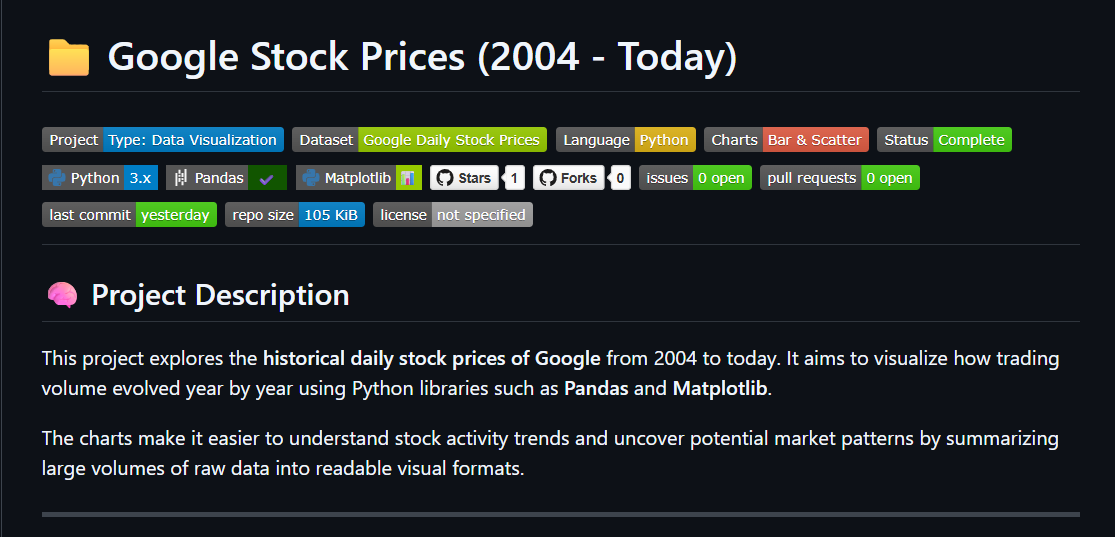 Google Stock Prices (2004 - Today)
Project Type: Data Visualization Dataset Google Daily Stock Prices Language Python Charts Bar & Scatter Status Complete
Python 3.x Pandas ✓ Matplotlib 📊 Stars 1 Forks 0 issues 0 open pull requests 0 open
last commit yesterday repo size 105 KiB license not specified
Project Description
This project explores the historical daily stock prices of Google from 2004 to today. It aims to visualize how trading
volume evolved year by year using Python libraries such as Pandas and Matplotlib.
The charts make it easier to understand stock activity trends and uncover potential market patterns by summarizing
large volumes of raw data into readable visual formats.